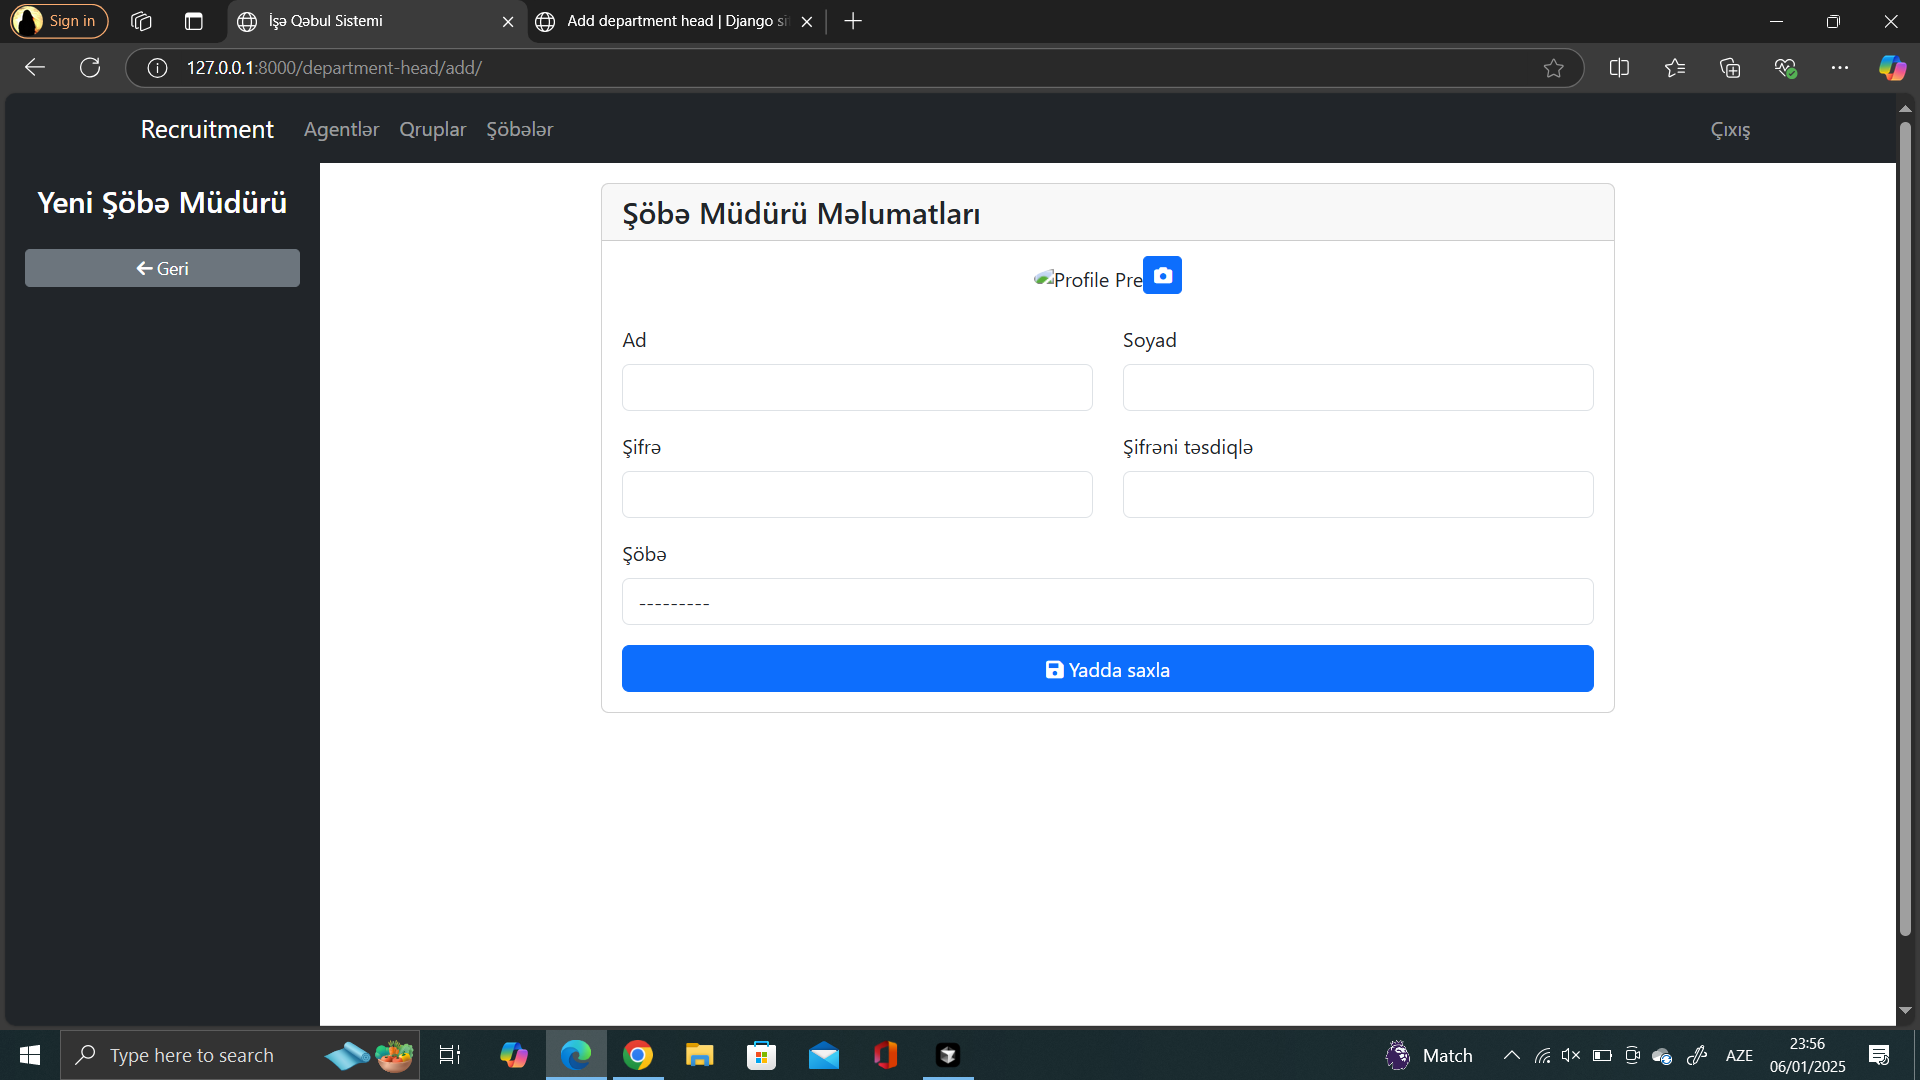 Sign in
İşə Qəbul Sistemi
Add department head | Django si
127.0.0.1:8000/department-head/add/
Recruitment Agentlər Qruplar Şöbələr Çıxış
Yeni Şöbə Müdürü
Geri
Şöbə Müdürü Məlumatları
Profile Pre
Ad
Soyad
Şifrə
Şifrəni təsdiqlə
Şöbə
---------
Yadda saxla
Type here to search
Match
AZE
23:56
06/01/2025